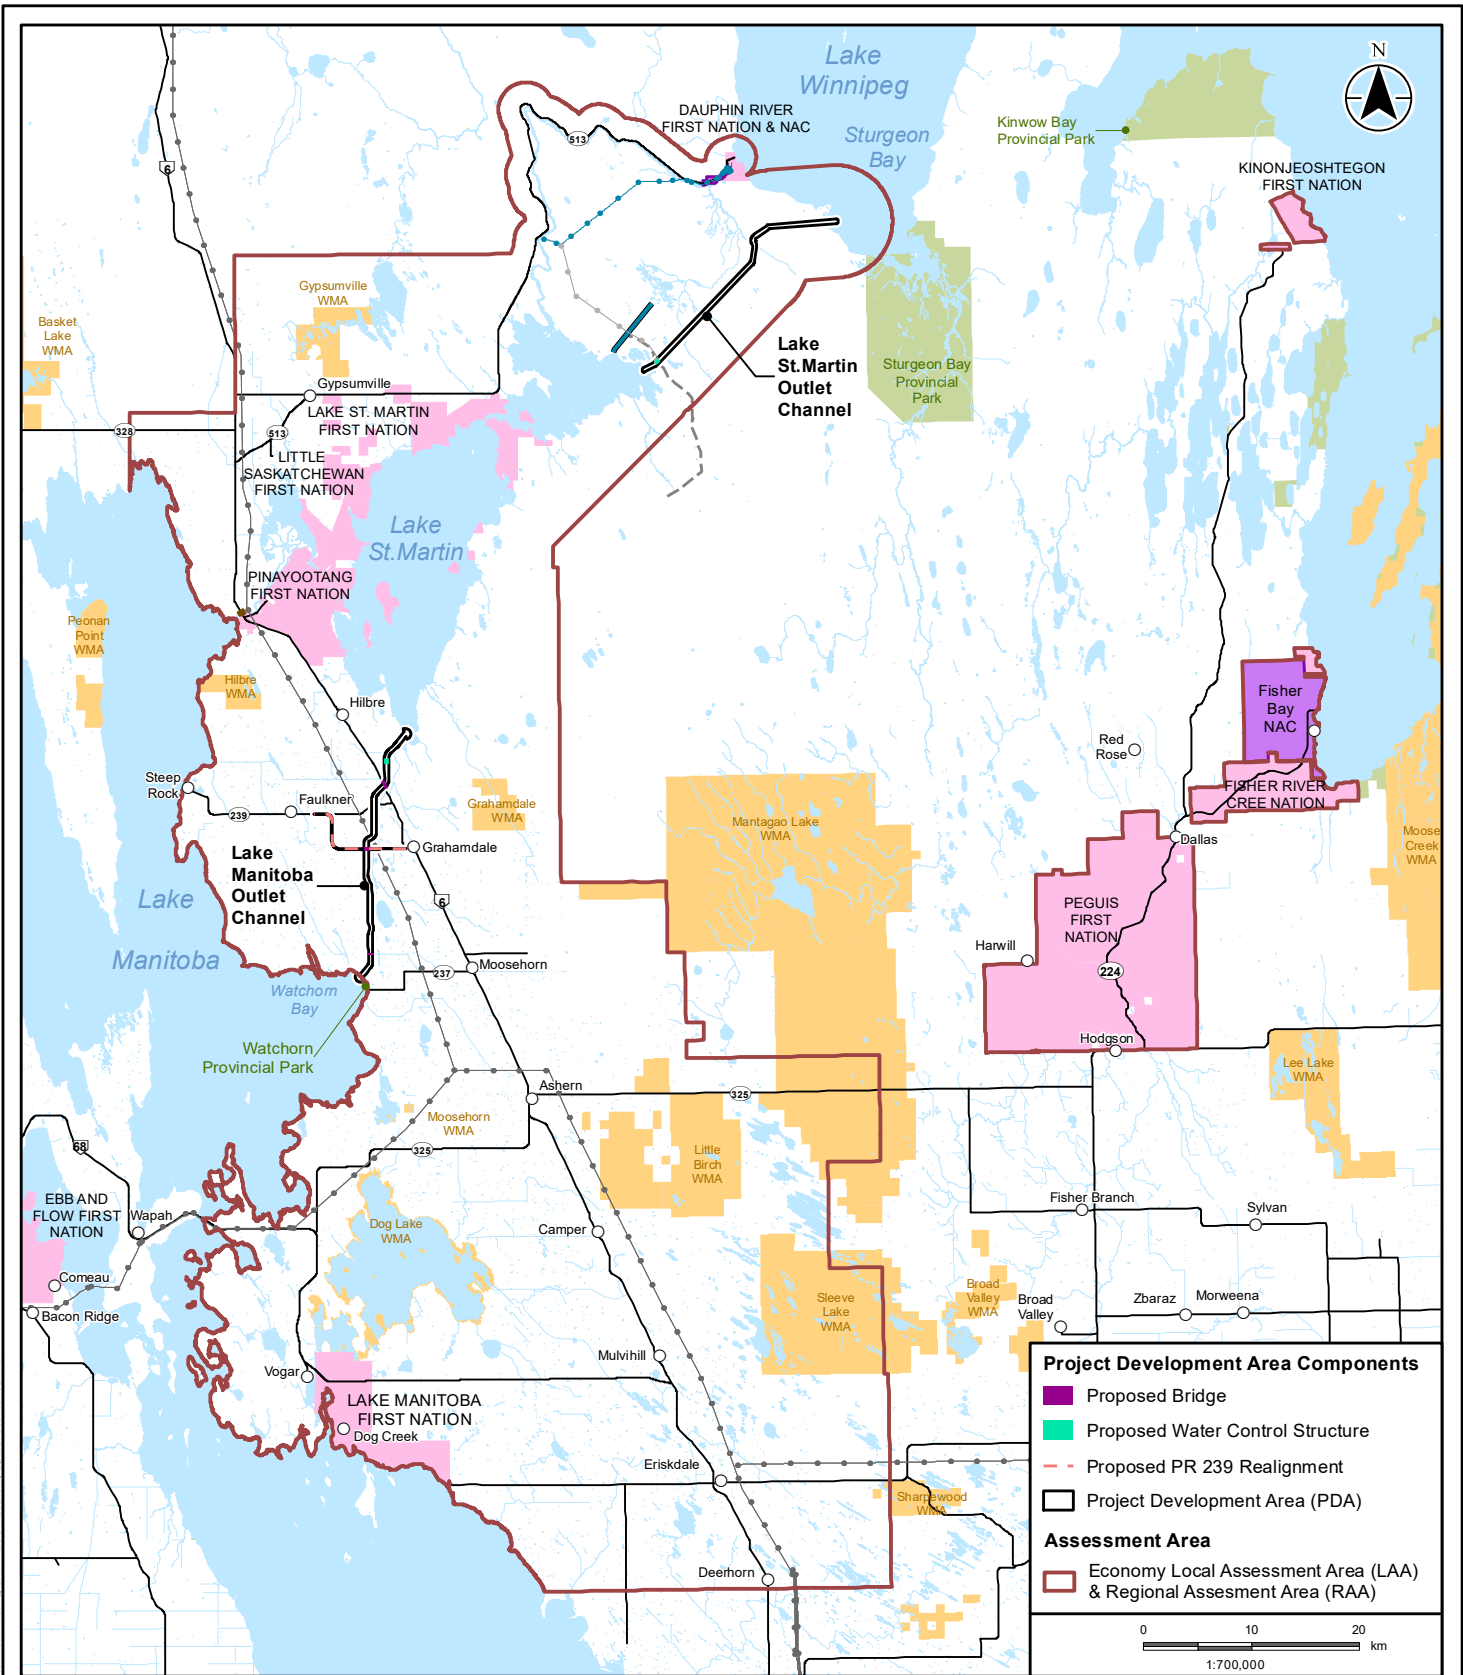 Lake
Winnipeg
N
DAUPHIN RIVER
FIRST NATION & NAC
513
Sturgeon
Bay
Kinwow Bay
Provincial Park
KINONJEOSHTEGON
FIRST NATION
6
Gypsumville
WMA
Basket
Lake
WMA
Lake
St.Martin
Outlet
Channel
Sturgeon Bay
Provincial
Park
Gypsumville
LAKE ST. MARTIN
FIRST NATION
328
513
LITTLE
SASKATCHEWAN
FIRST NATION
Lake
St.Martin
PINAYOOTANG
FIRST NATION
Peonan
Point
WMA
Hilbre
WMA
Hilbre
Fisher
Bay
NAC
Red
Rose
Steep
Rock
Faulkner
239
Grahamdale
WMA
FISHER RIVER
CREE NATION
Mantagao Lake
WMA
Moose
Creek
WMA
Dallas
Grahamdale
Lake
Manitoba
Outlet
Channel
6
Lake
Manitoba
PEGUIS
FIRST
NATION
Harwill
224
Moosehorn
237
Watchorn
Bay
Watchorn
Provincial Park
Hodgson
Lee Lake
WMA
Ashern
325
Moosehorn
WMA
68
325
Little
Birch
WMA
EBB AND
FLOW FIRST
NATION
Wapah
Fisher Branch
Sylvan
Dog Lake
WMA
Camper
Comeau
Bacon Ridge
Sleeve
Lake
WMA
Broad
Valley
WMA
Broad
Valley
Zbaraz
Morweena
Mulvihill
Vogar
LAKE MANITOBA
FIRST NATION
Dog Creek
Eriksdale
Sharpewood
WMA
Deerhorn
Project Development Area Components
Proposed Bridge
Proposed Water Control Structure
Proposed PR 239 Realignment
Project Development Area (PDA)
Assessment Area
Economy Local Assessment Area (LAA)
& Regional Assesment Area (RAA)
0 10 20
km
1:700,000